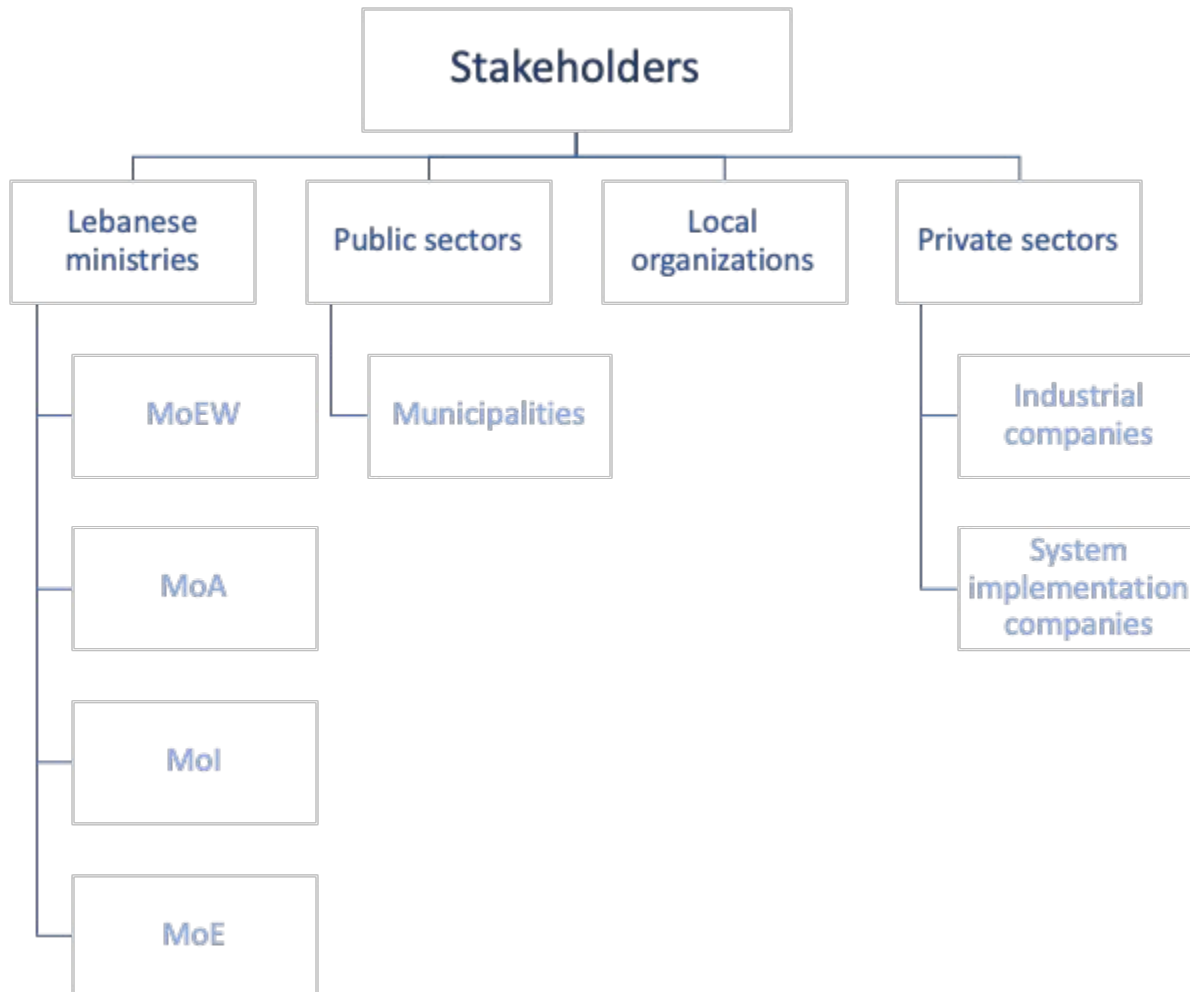 Stakeholders
Lebanese
ministries
Public sectors
Local
organizations
Private sectors
MoEW
Municipalities
Industrial
companies
MoA
System
implementation
companies
MoI
MoE